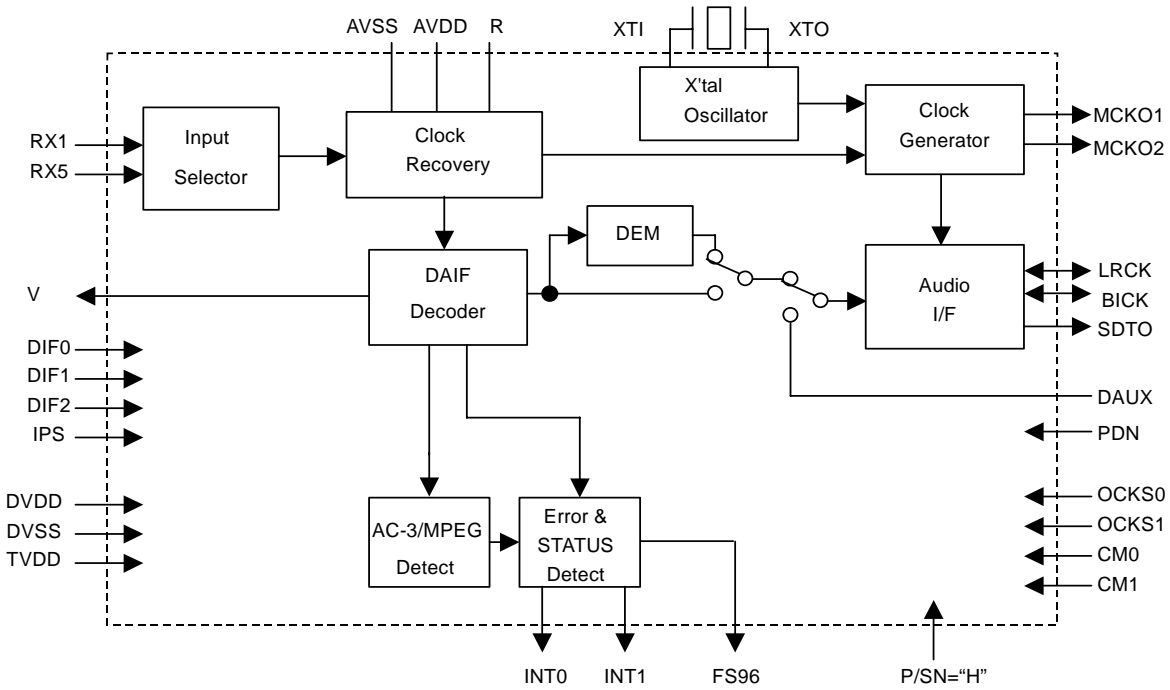 AVSS AVDD R
XTI XTO
X'tal
Oscillator
Input
Selector
Clock
Recovery
Clock
Generator
RX1
RX5
MCKO1
MCKO2
DEM
DAIF
Decoder
Audio
I/F
V
LRCK
BICK
SDTO
DIF0
DIF1
DIF2
IPS
DAUX
PDN
DVDD
DVSS
TVDD
AC-3/MPEG
Detect
Error &
STATUS
Detect
OCKS0
OCKS1
CM0
CM1
INT0 INT1 FS96 P/SN=“H”